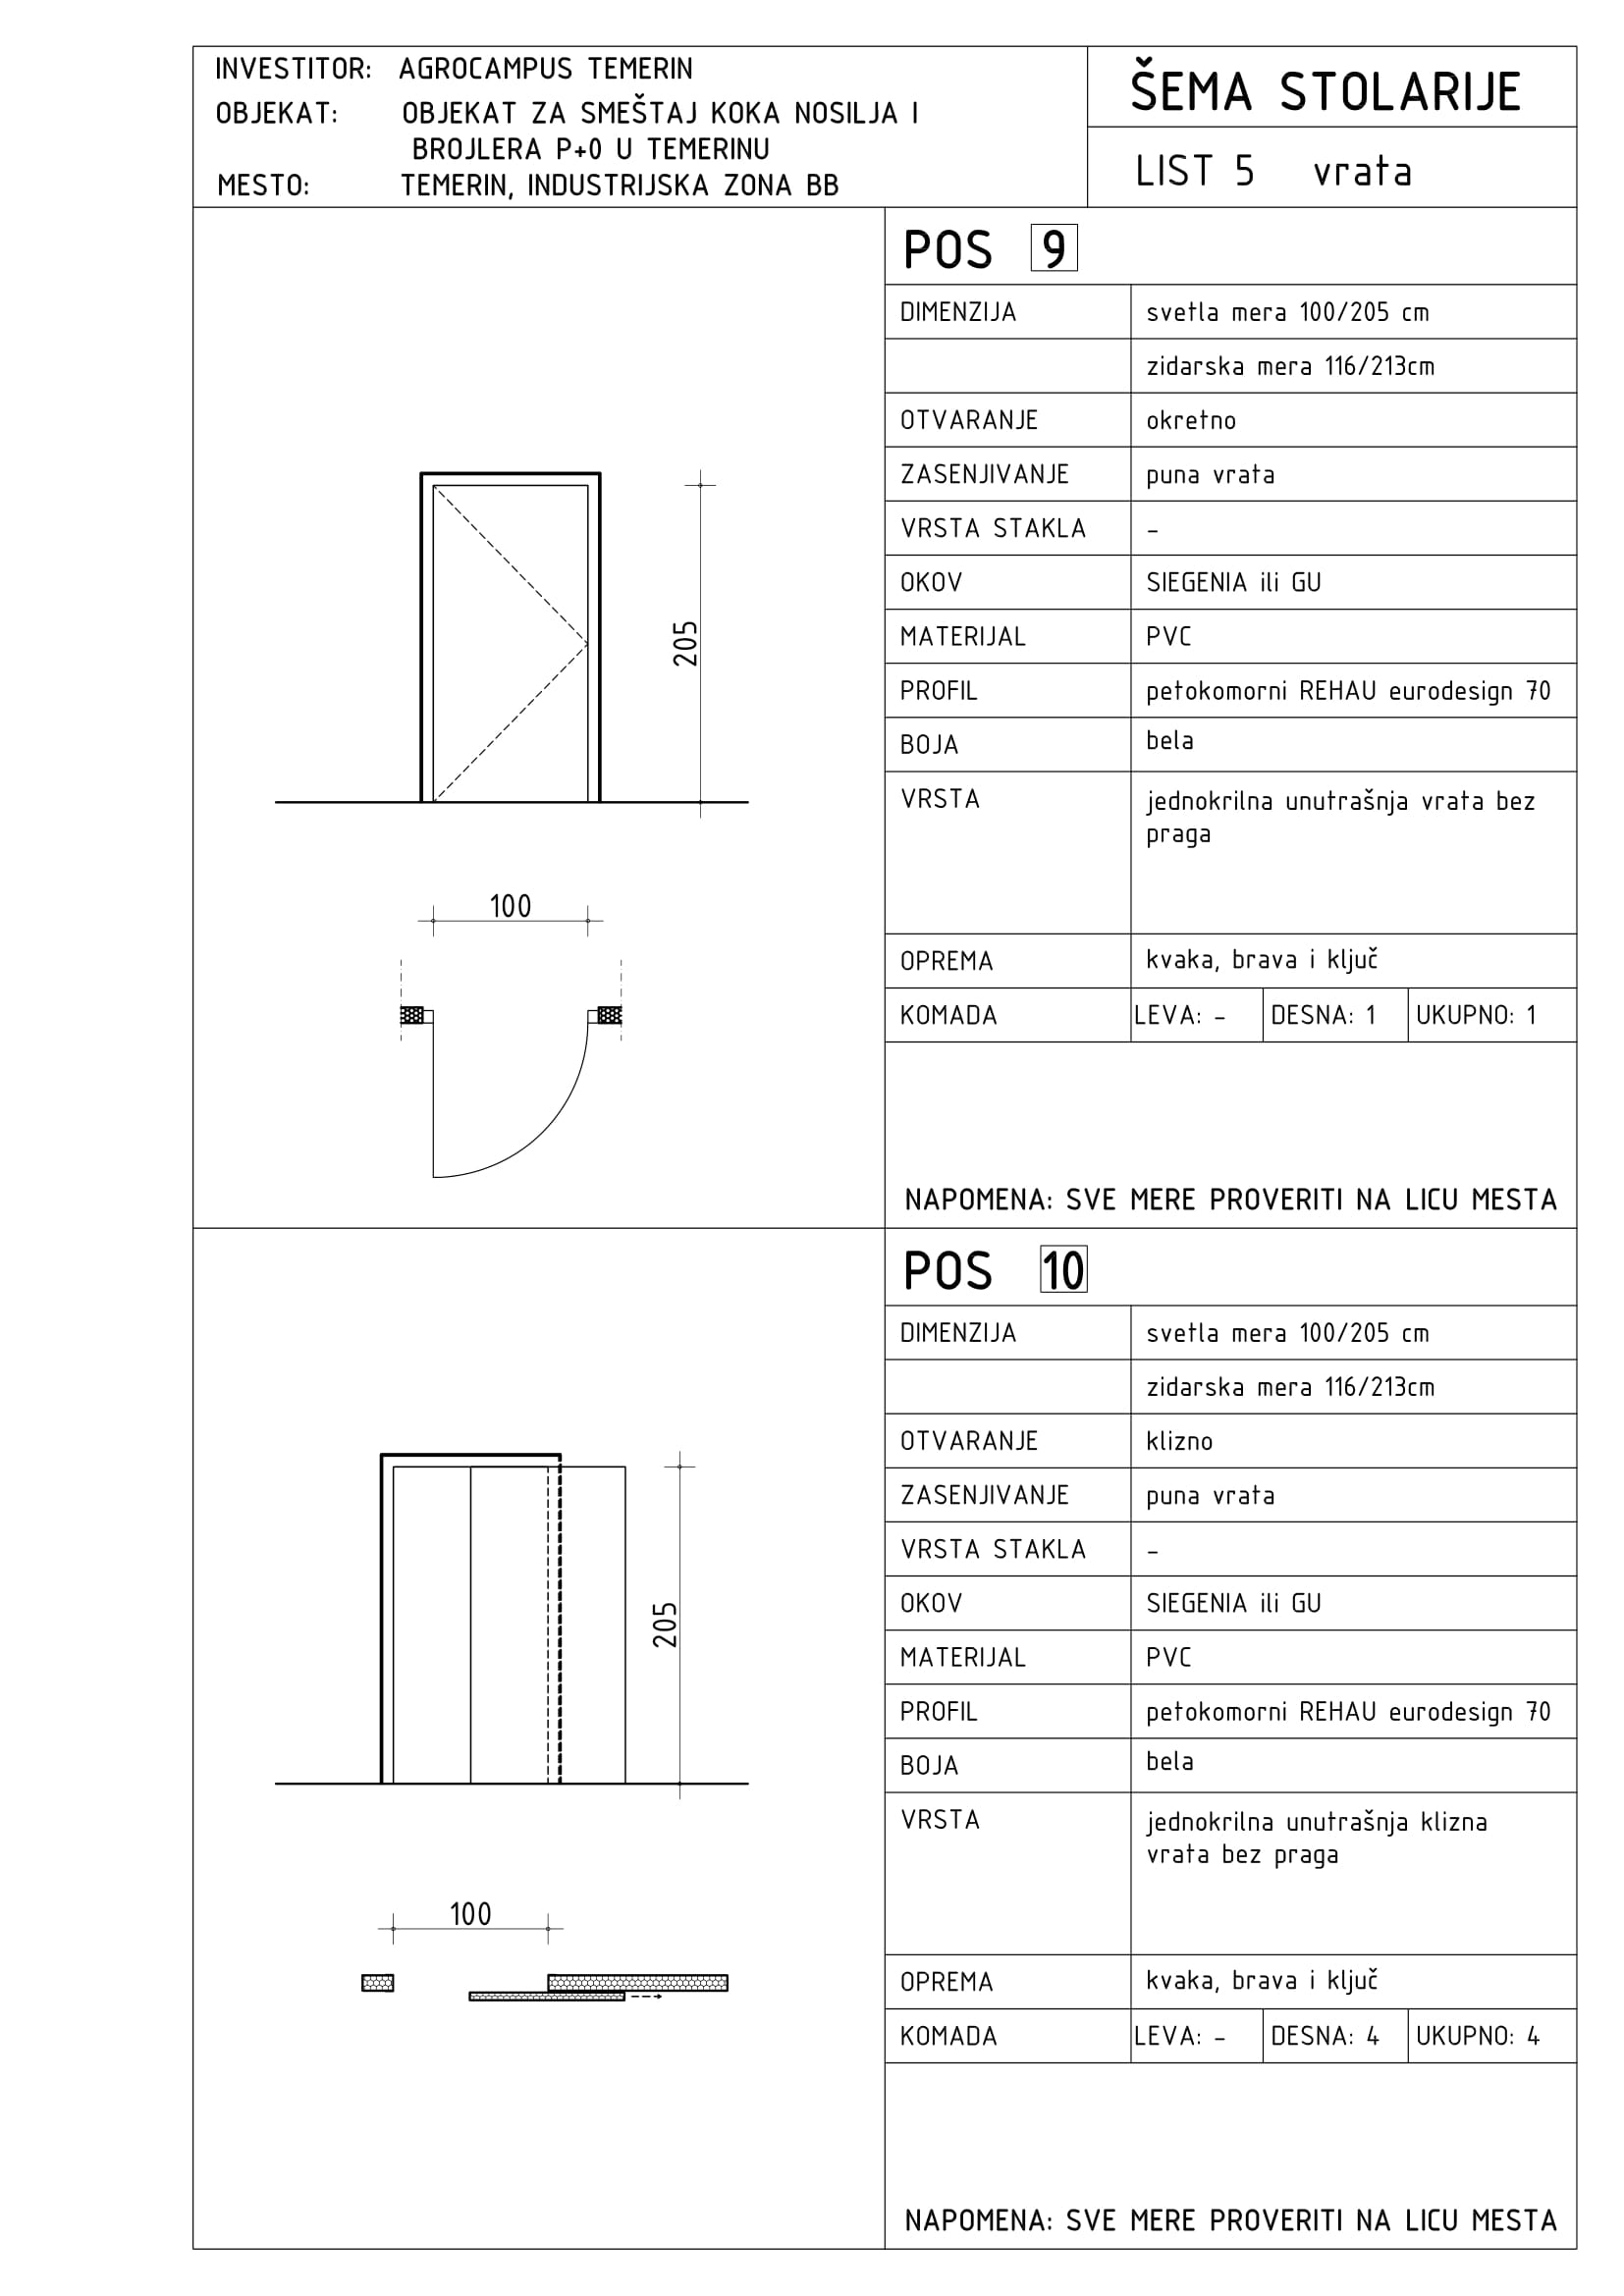 INVESTITOR: AGROCAMPUS TEMERIN
OBJEKAT: OBJEKAT ZA SMEŠTAJ KOKA NOSILJA I
BROJLERA P+0 U TEMERINU
MESTO: TEMERIN, INDUSTRIJSKA ZONA BB
ŠEMA STOLARIJE
LIST 5 vrata
POS 9
DIMENZIJA svetla mera 100/205 cm
zidarska mera 116/213cm
OTVARANJE okretno
ZASENJIVANJE puna vrata
VRSTA STAKLA -
OKOV SIEGENIA ili GU
MATERIJAL PVC
PROFIL petokomorni REHAU eurodesign 70
BOJA bela
VRSTA jednokrilna unutrašnja vrata bez
praga
OPREMA kvaka, brava i ključ
KOMADA LEVA: - DESNA: 1 UKUPNO: 1
NAPOMENA: SVE MERE PROVERITI NA LICU MESTA
205
100
POS 10
DIMENZIJA svetla mera 100/205 cm
zidarska mera 116/213cm
OTVARANJE klizno
ZASENJIVANJE puna vrata
VRSTA STAKLA -
OKOV SIEGENIA ili GU
MATERIJAL PVC
PROFIL petokomorni REHAU eurodesign 70
BOJA bela
VRSTA jednokrilna unutrašnja klizna
vrata bez praga
OPREMA kvaka, brava i ključ
KOMADA LEVA: - DESNA: 4 UKUPNO: 4
NAPOMENA: SVE MERE PROVERITI NA LICU MESTA
205
100